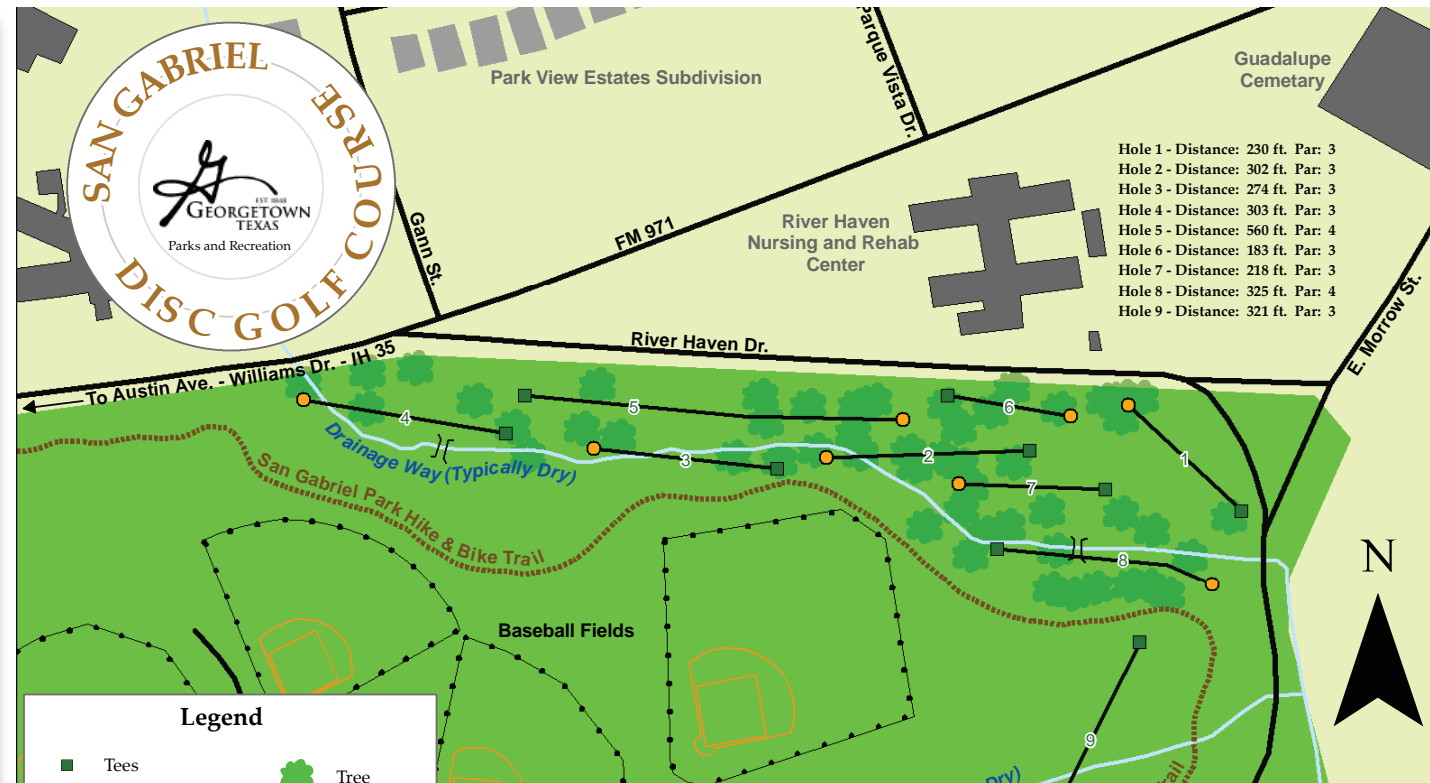 SAN GABRIEL
DISC GOLF COURSE
EST. 1848
GEORGETOWN
TEXAS
Parks and Recreation
Park View Estates Subdivision
Parque Vista Dr.
Guadalupe
Cemetary
Hole 1 - Distance: 230 ft. Par: 3
Hole 2 - Distance: 302 ft. Par: 3
Hole 3 - Distance: 274 ft. Par: 3
Hole 4 - Distance: 303 ft. Par: 3
Hole 5 - Distance: 560 ft. Par: 4
Hole 6 - Distance: 183 ft. Par: 3
Hole 7 - Distance: 218 ft. Par: 3
Hole 8 - Distance: 325 ft. Par: 4
Hole 9 - Distance: 321 ft. Par: 3
Gann St.
FM 971
River Haven
Nursing and Rehab
Center
E. Morrow St.
River Haven Dr.
To Austin Ave. - Williams Dr. - IH 35
4
5
6
1
3
2
7
8
9
Drainage Way (Typically Dry)
San Gabriel Park Hike & Bike Trail
N
Baseball Fields
Legend
Tees
Tree
Dry)
rail